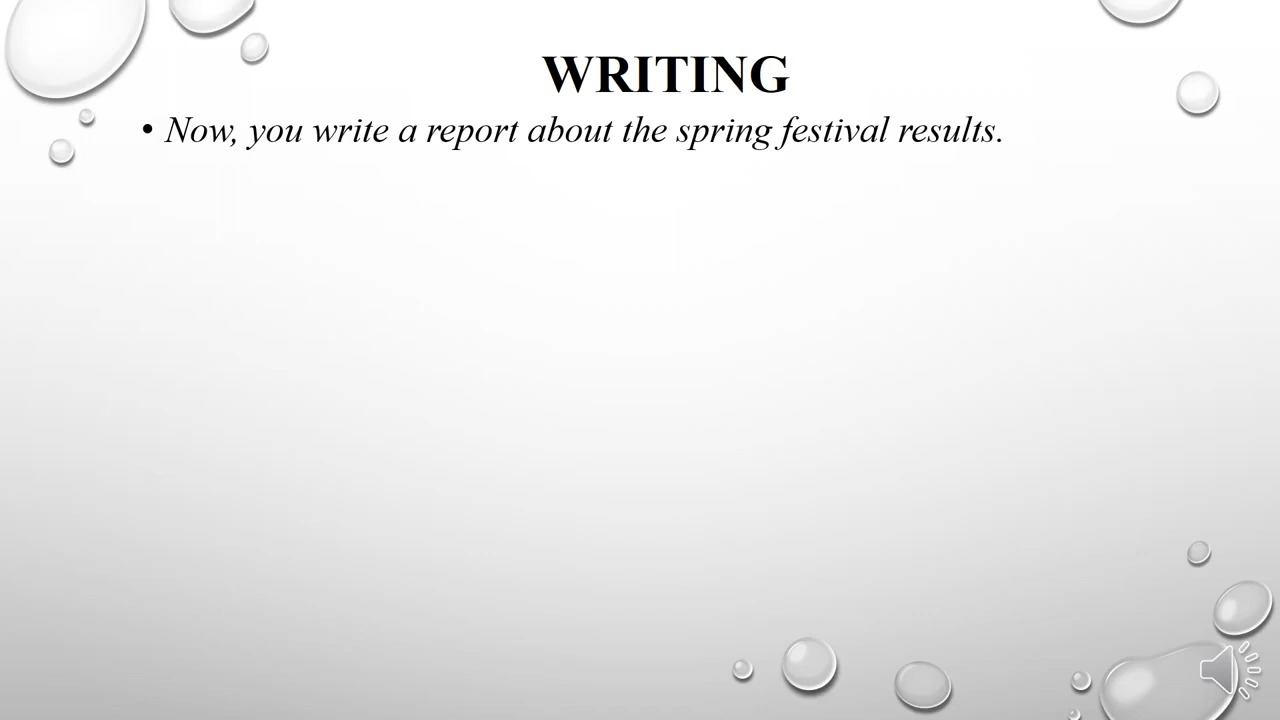 WRITING
• Now, you write a report about the spring festival results.